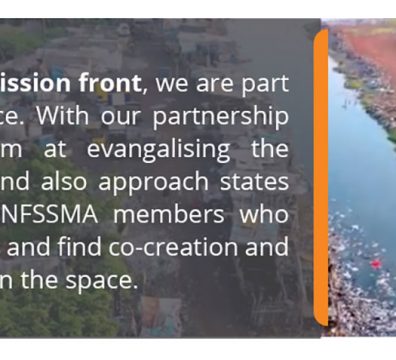 ission front, we are part
ce. With our partnership
m at evangalising the
nd also approach states
NFSSMA members who
and find co-creation and
n the space.